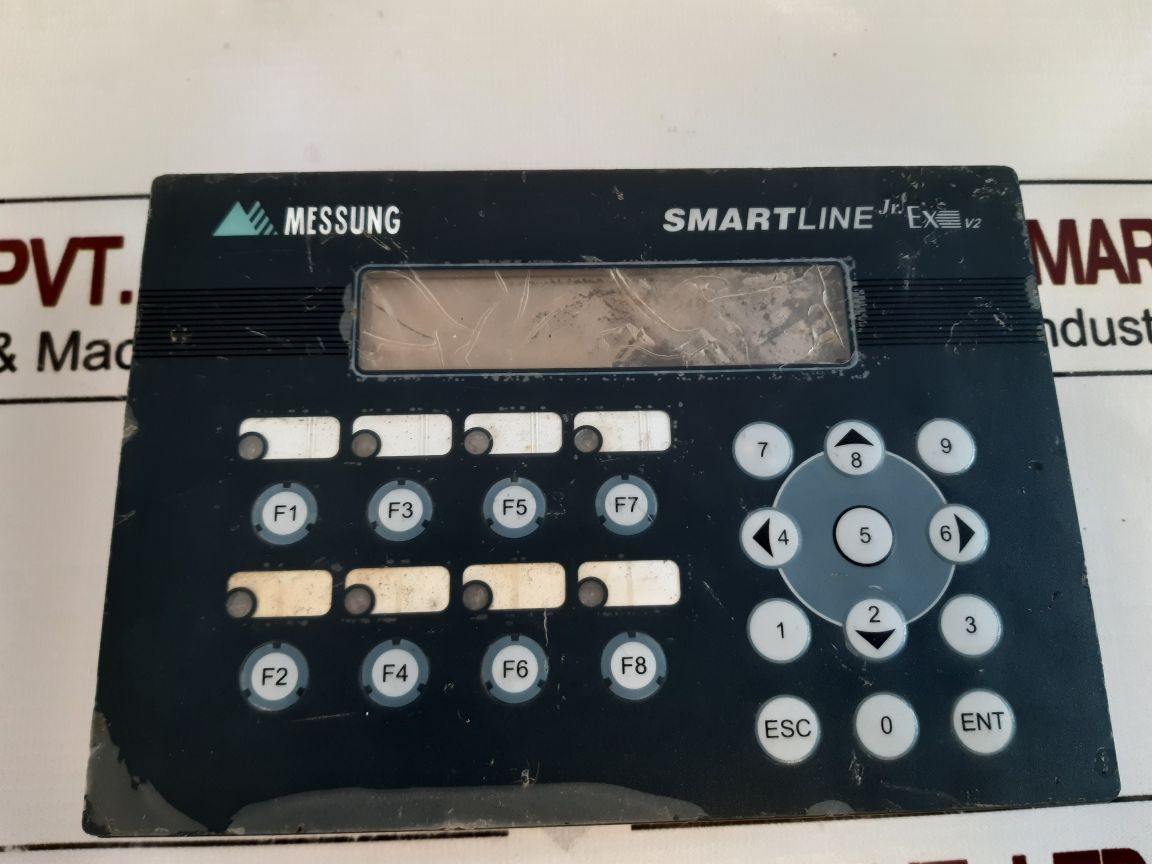 MESSUNG
SMARTLINE Jr. Ex V2
PVT.
MAR
& Mac
ndust
7 8 9
F1 F3 F5 F7
4 5 6
1 2 3
F2 F4 F6 F8
ESC 0 ENT